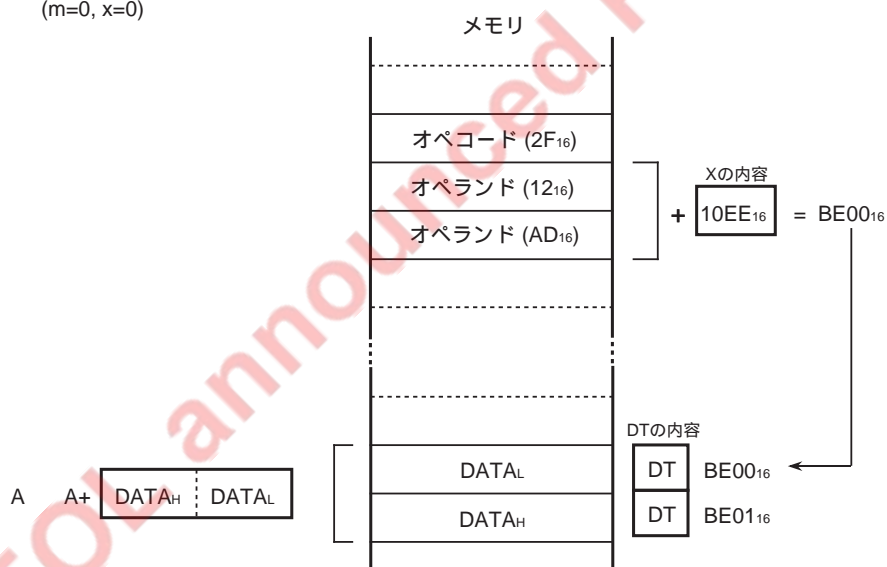 (m=0, x=0)
メモリ
オペコード (2F16)
オペランド (1216)
オペランド (AD16)
Xの内容
+ 10EE16 = BE0016
DTの内容
DATAL DT BE0016
A A+ DATAH DATAL
DATAH DT BE0116
EOL announced